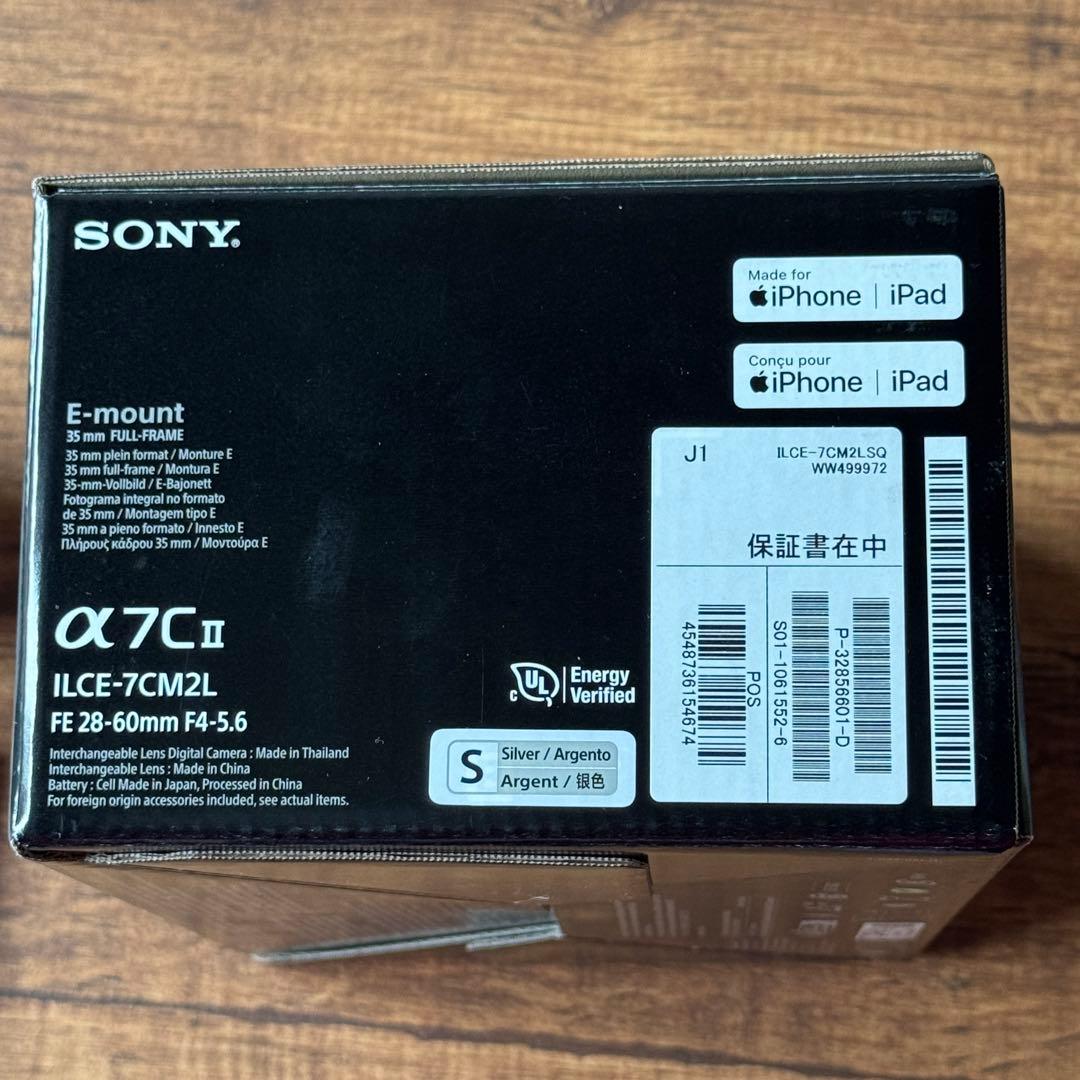 SONY®
Made for
iPhone | iPad
Conçu pour
iPhone | iPad
E-mount
35 mm FULL-FRAME
35 mm plein format / Monture E
35 mm full-frame / Montura E
35-mm-Vollbild / E-Bajonett
Fotograma integral no formato
de 35 mm / Montagem tipo E
35 mm a pieno formato / Innesto E
Πλήρους κάδρου 35 mm / Μοντούρα E
α7C II
ILCE-7CM2L
FE 28-60mm F4-5.6
Interchangeable Lens Digital Camera : Made in Thailand
Interchangeable Lens : Made in China
Battery : Cell Made in Japan, Processed in China
For foreign origin accessories included, see actual items.
c UL Energy
Verified
S
Silver / Argento
Argent / 银色
J1
ILCE-7CM2LSQ
WW499972
保証書在中
POS
4548736154674
S01-1061552-6
P-32856601-D